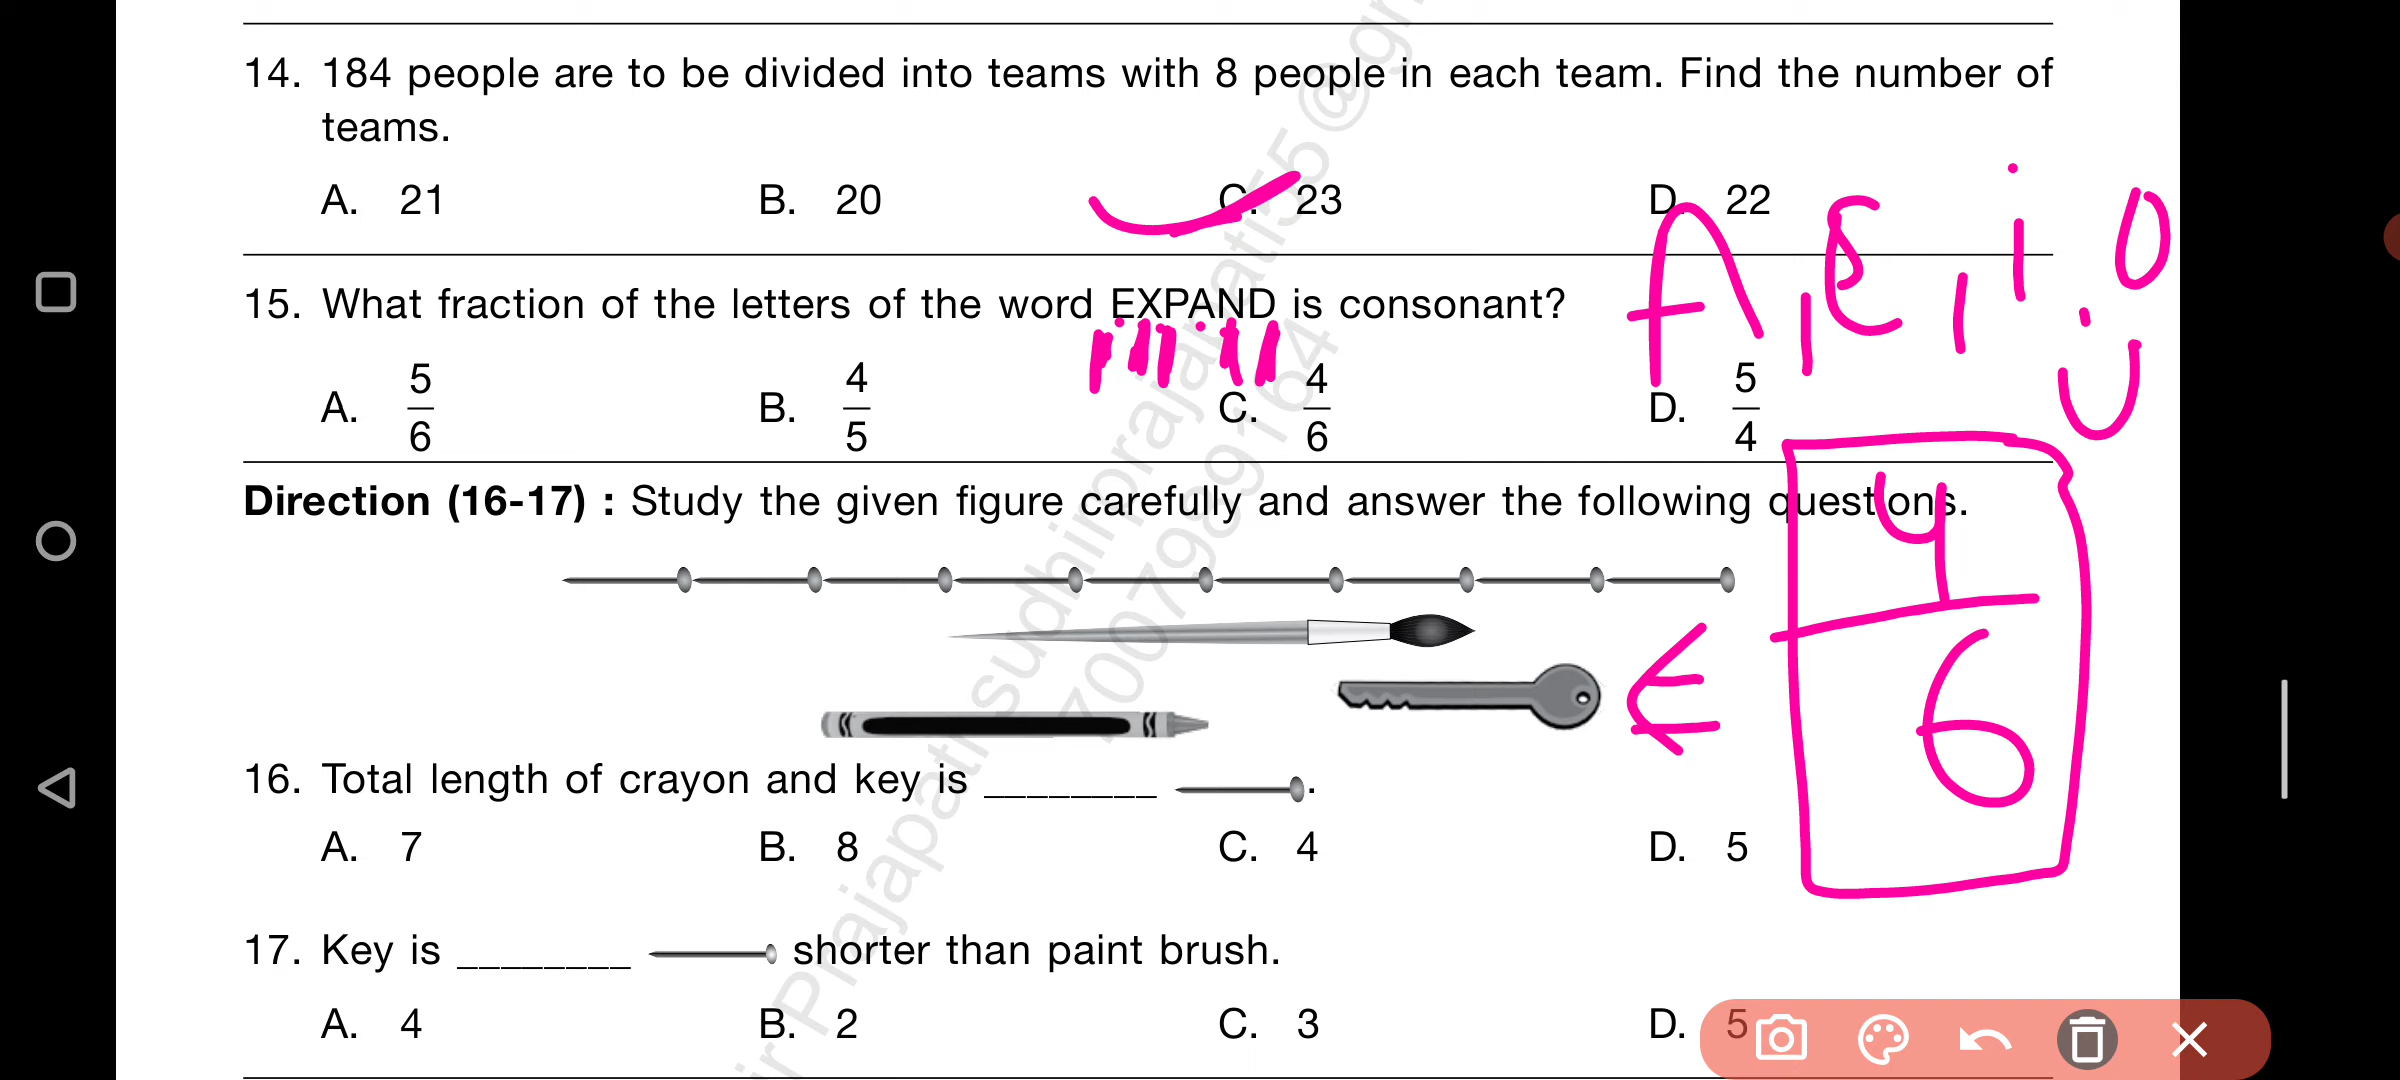 14. 184 people are to be divided into teams with 8 people in each team. Find the number of
teams.
A. 21 B. 20 C. 23 D. 22
A, E, i, O
U
15. What fraction of the letters of the word EXPAND is consonant?
A. 5/6 B. 4/5 C. 4/6 D. 5/4
Direction (16-17) : Study the given figure carefully and answer the following questions.
4
6
16. Total length of crayon and key is ________ .
A. 7 B. 8 C. 4 D. 5
17. Key is ________ shorter than paint brush.
A. 4 B. 2 C. 3 D. 5
7007989164